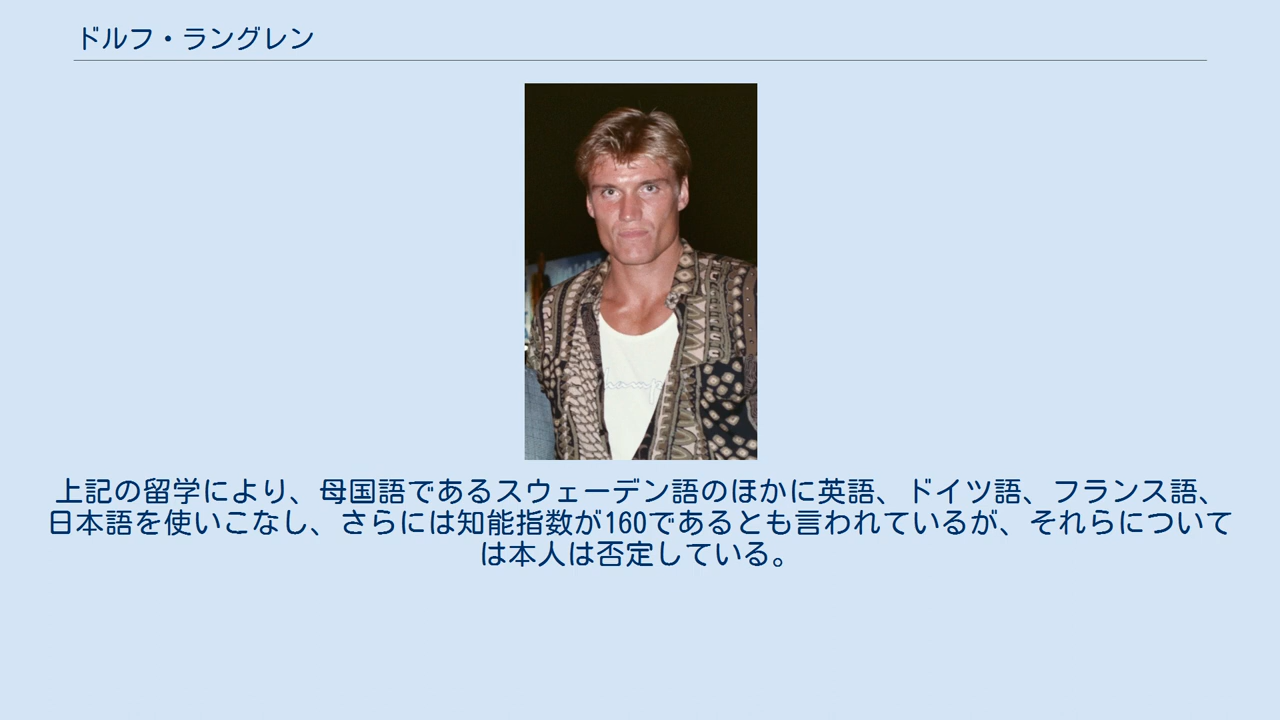 ドルフ・ラングレン
上記の留学により、母国語であるスウェーデン語のほかに英語、ドイツ語、フランス語、
日本語を使いこなし、さらには知能指数が160であるとも言われているが、それらについて
は本人は否定している。